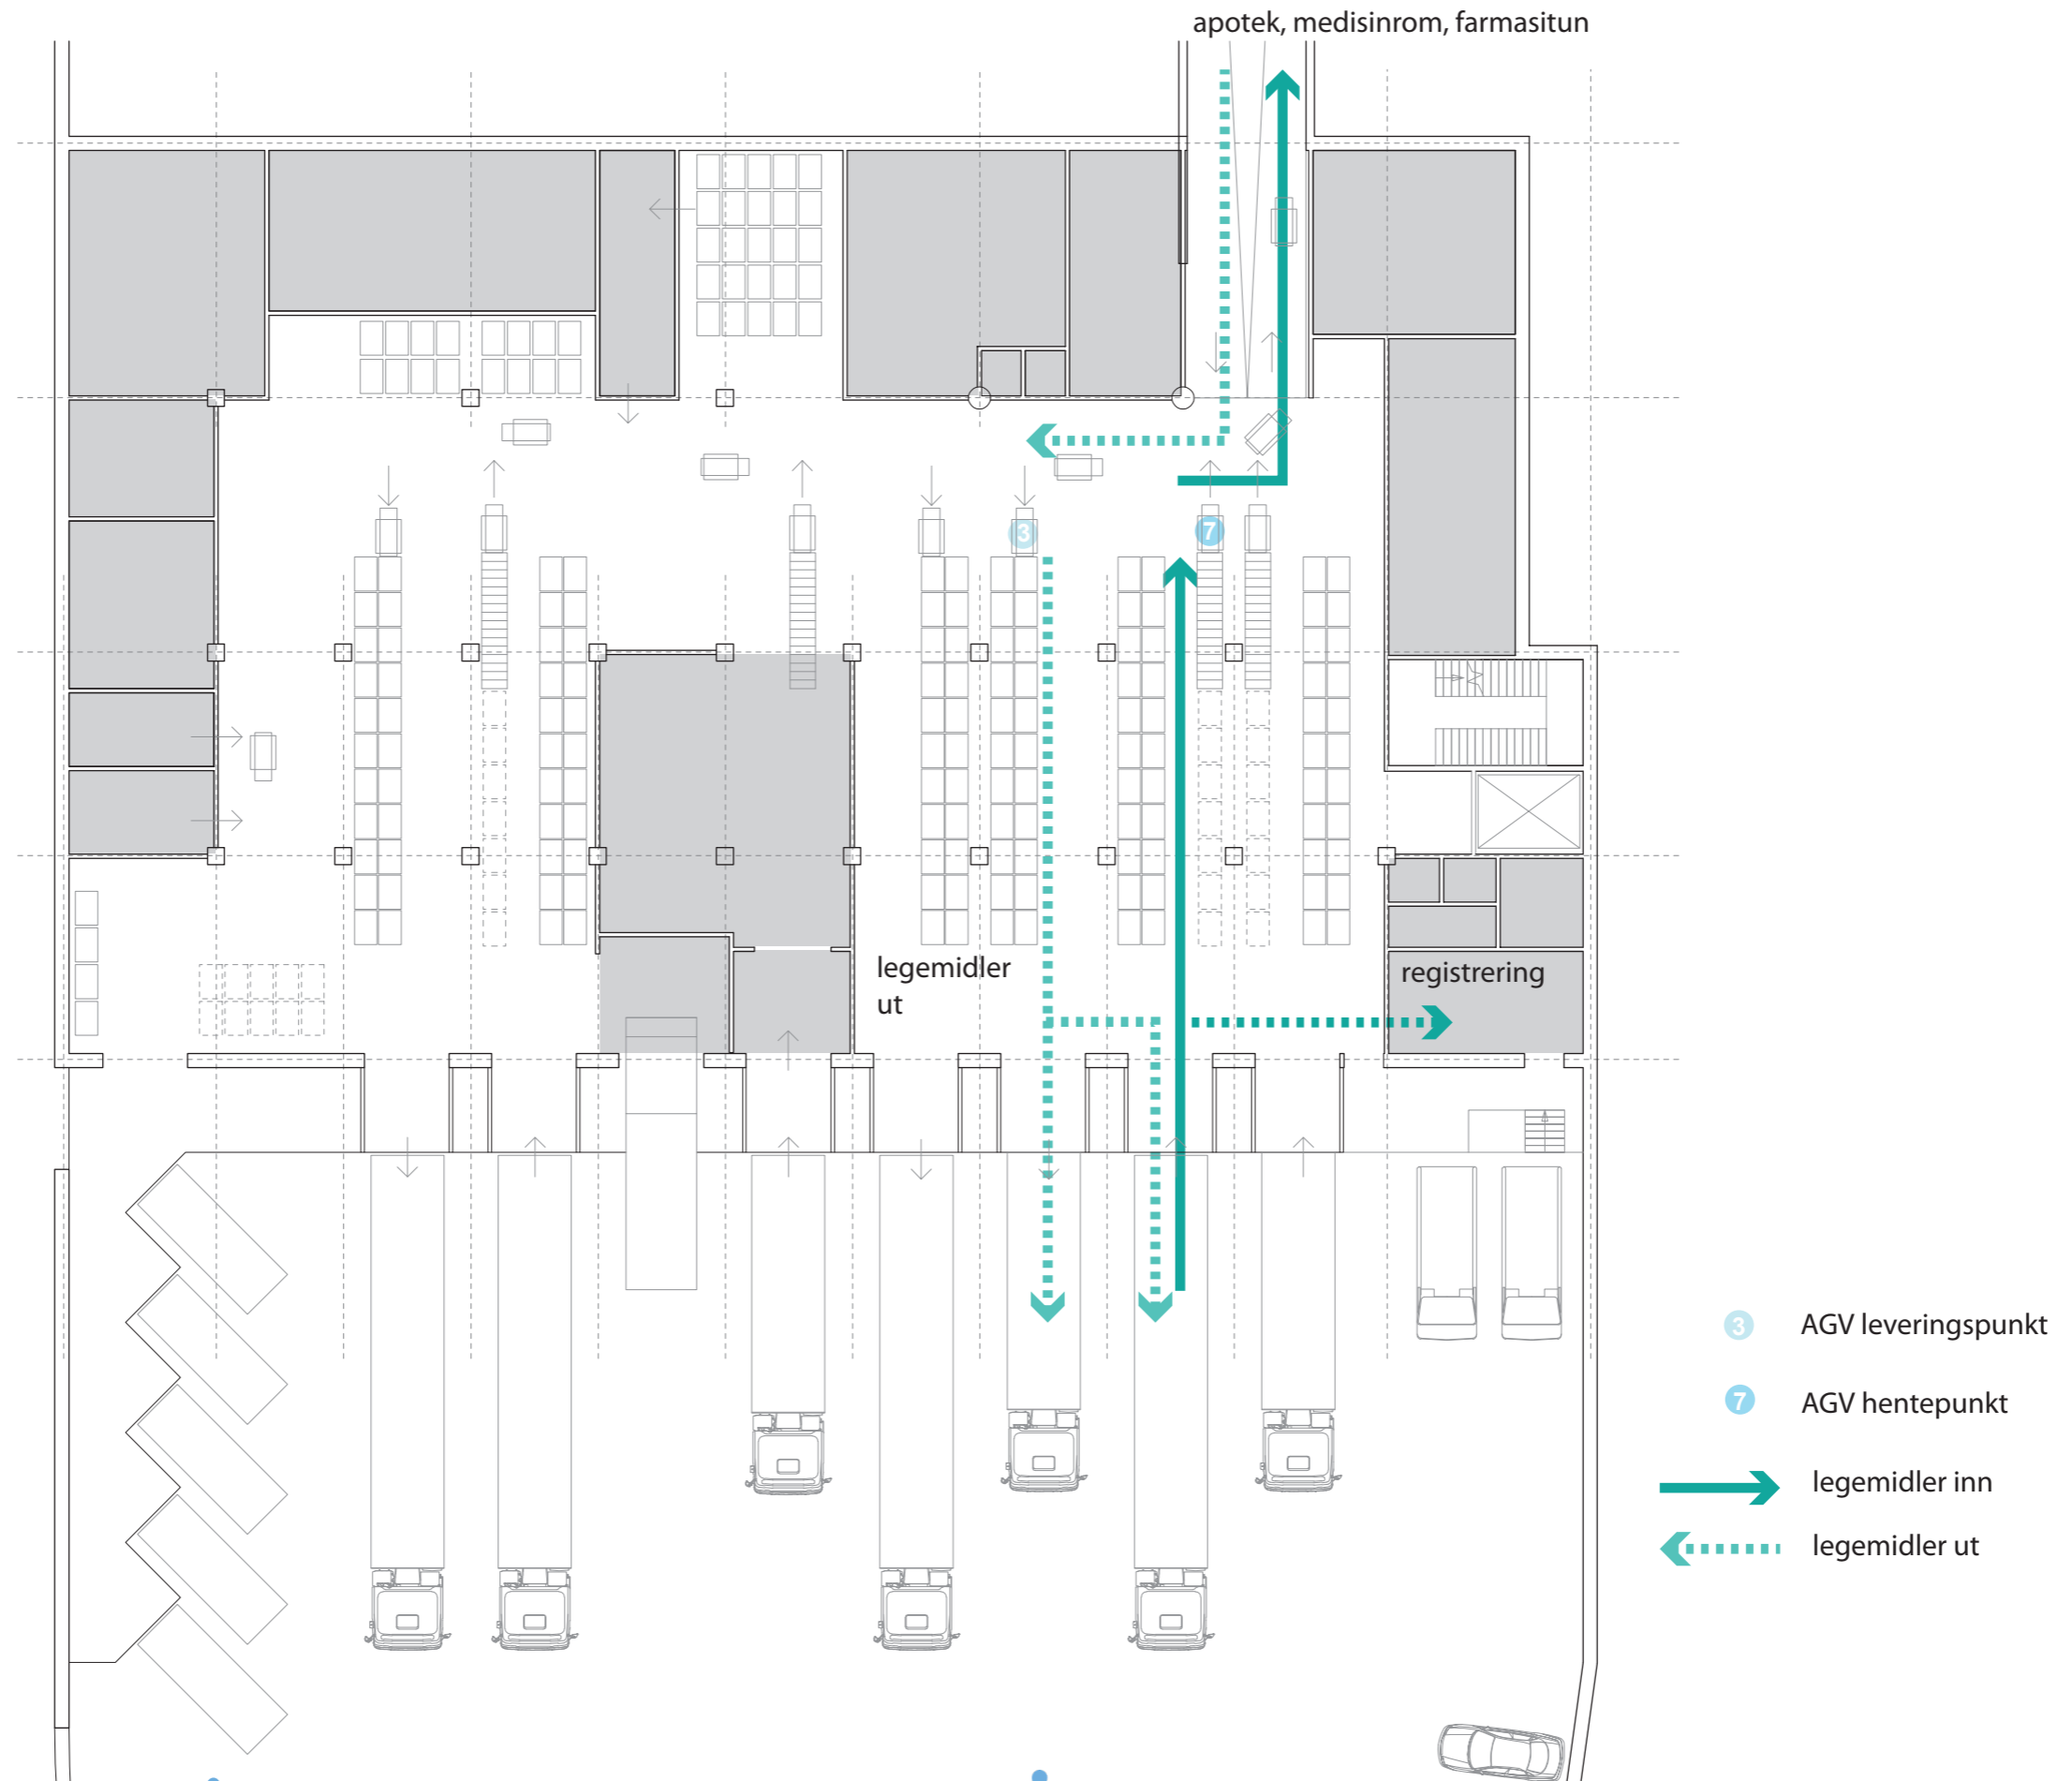 apotek, medisinrom, farmasitun
3
7
legemidler
ut
registrering
3 AGV leveringspunkt
7 AGV hentepunkt
legemidler inn
legemidler ut